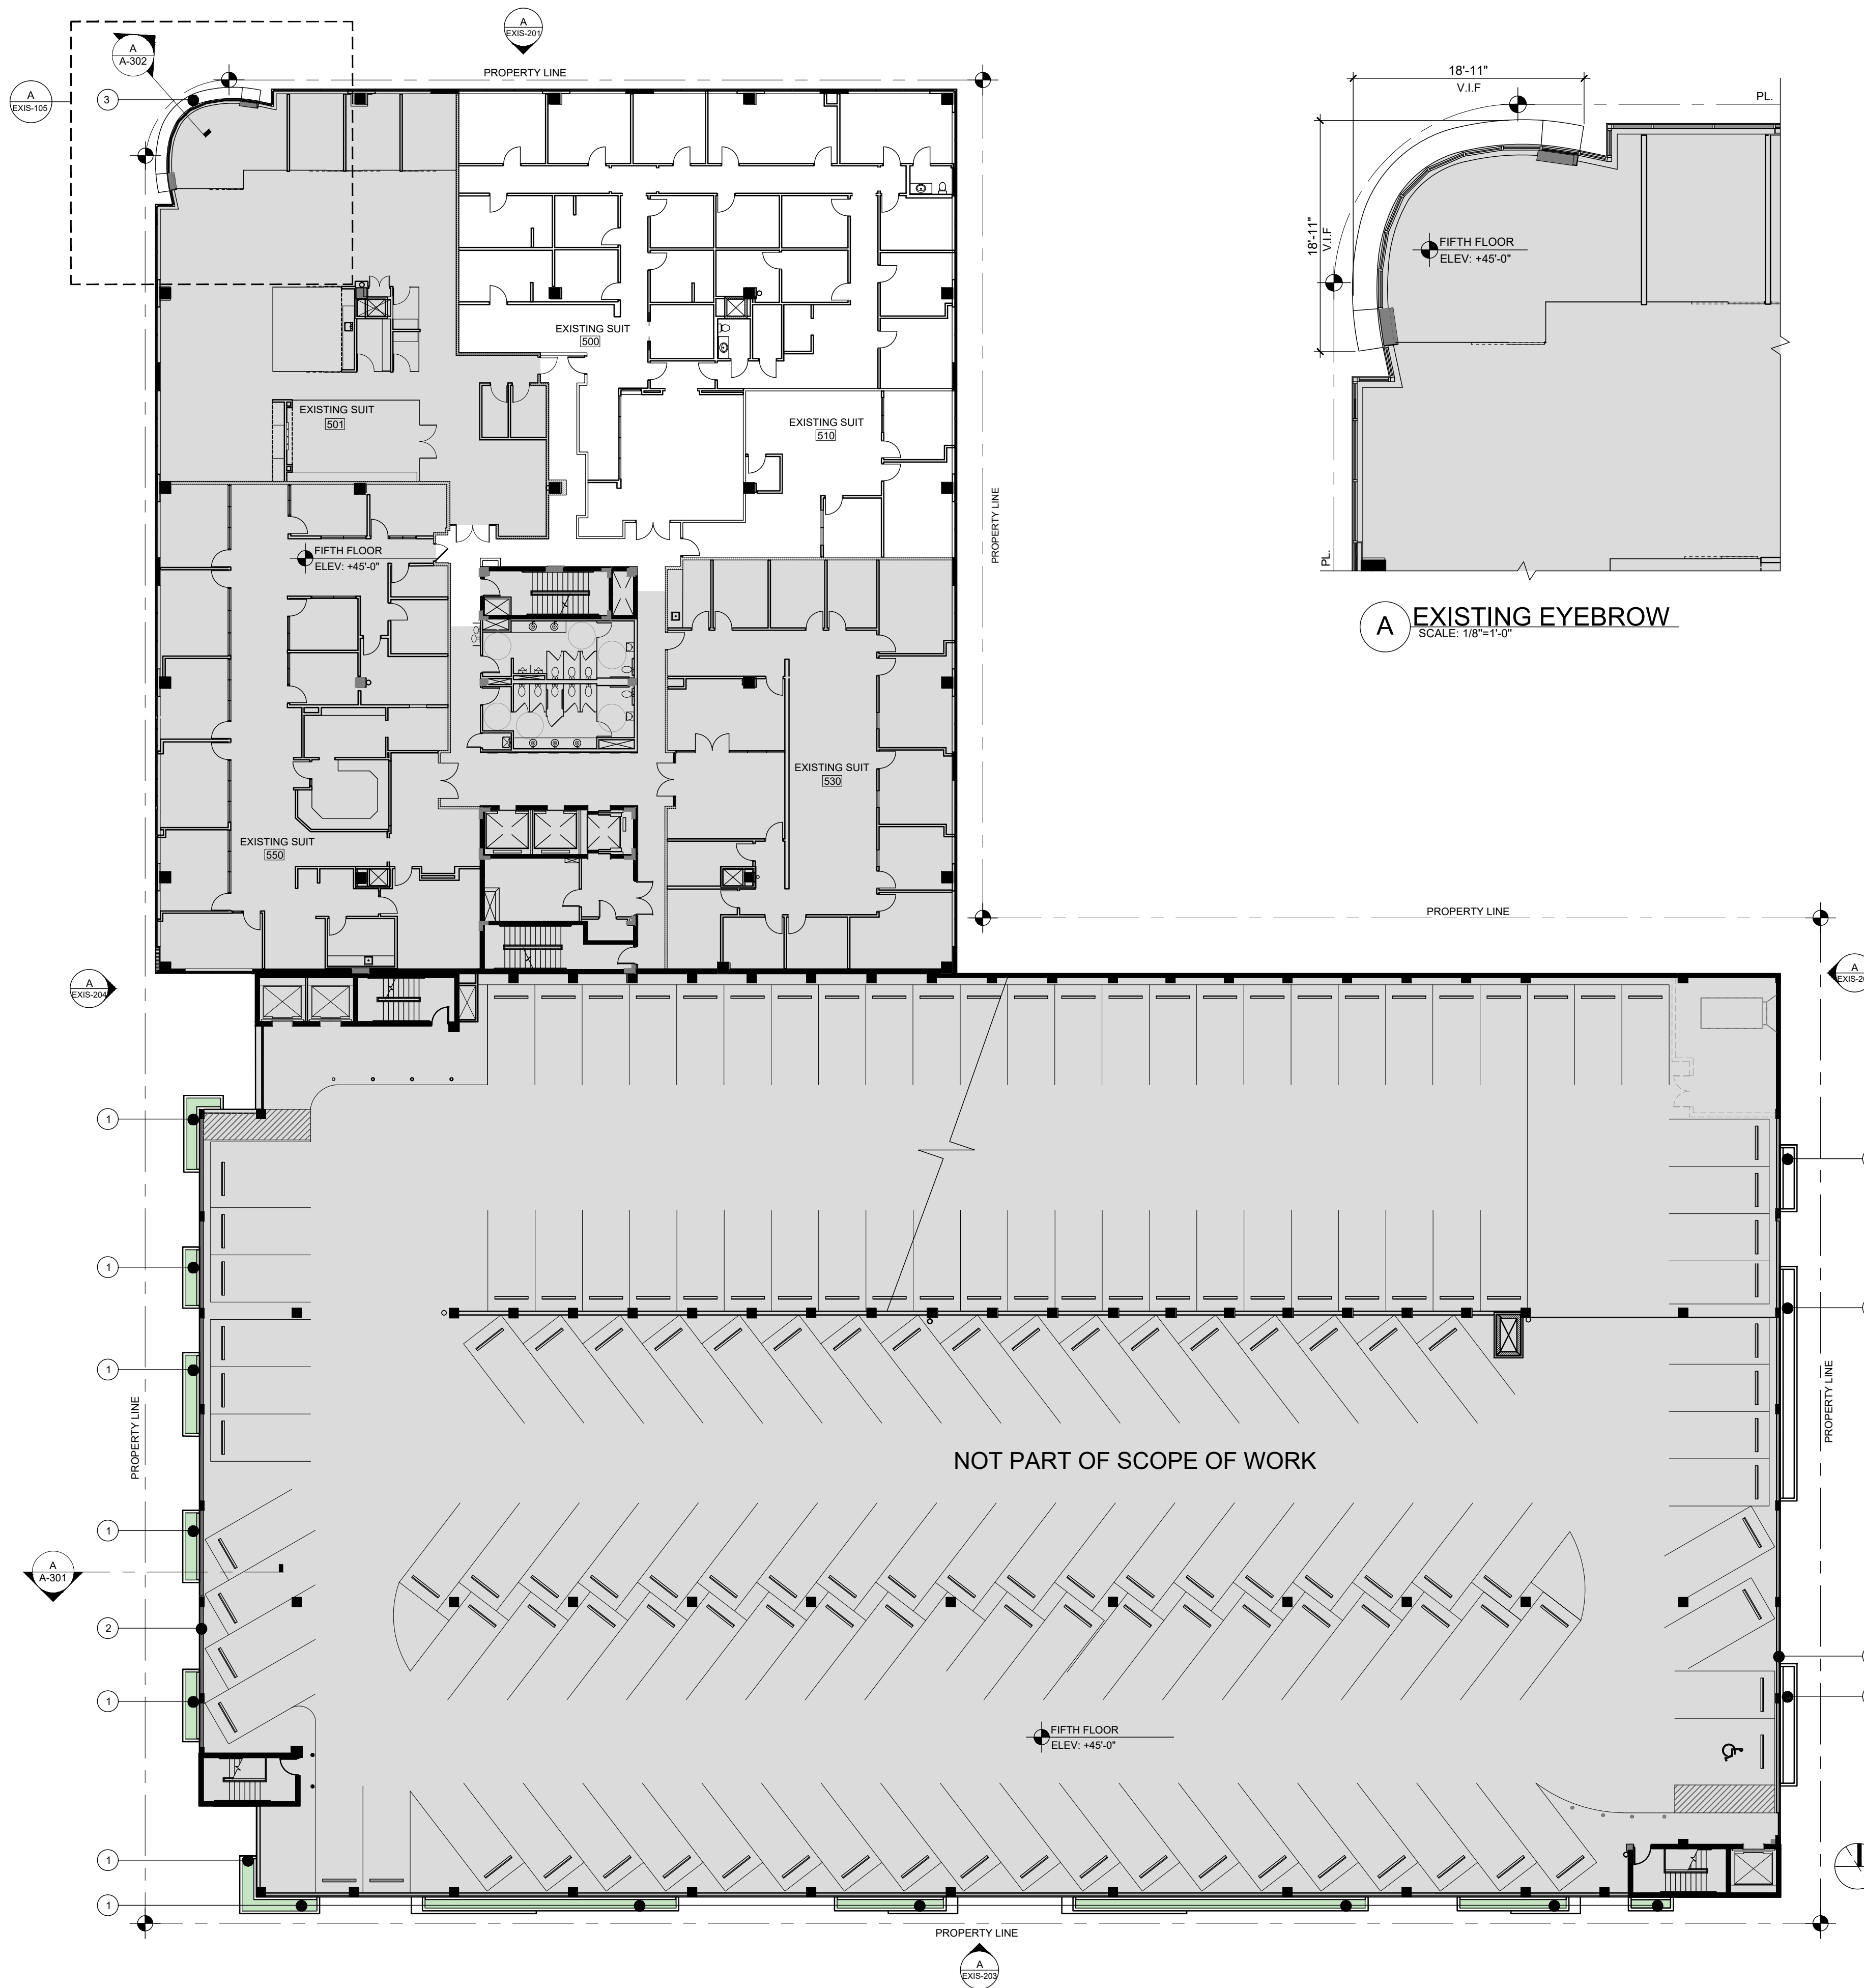 A
EXIS-201
A
A-302
PROPERTY LINE
A
EXIS-105
3
18'-11"
V.I.F
PL.
18'-11"
V.I.F
FIFTH FLOOR
ELEV: +45'-0"
PL.
A
EXISTING EYEBROW
SCALE: 1/8"=1'-0"
EXISTING SUIT
500
EXISTING SUIT
501
EXISTING SUIT
510
PROPERTY LINE
FIFTH FLOOR
ELEV: +45'-0"
EXISTING SUIT
530
EXISTING SUIT
550
PROPERTY LINE
A
EXIS-204
A
1
1
1
PROPERTY LINE
PROPERTY LINE
NOT PART OF SCOPE OF WORK
1
A
A-301
2
1
FIFTH FLOOR
ELEV: +45'-0"
1
1
PROPERTY LINE
A
EXIS-203